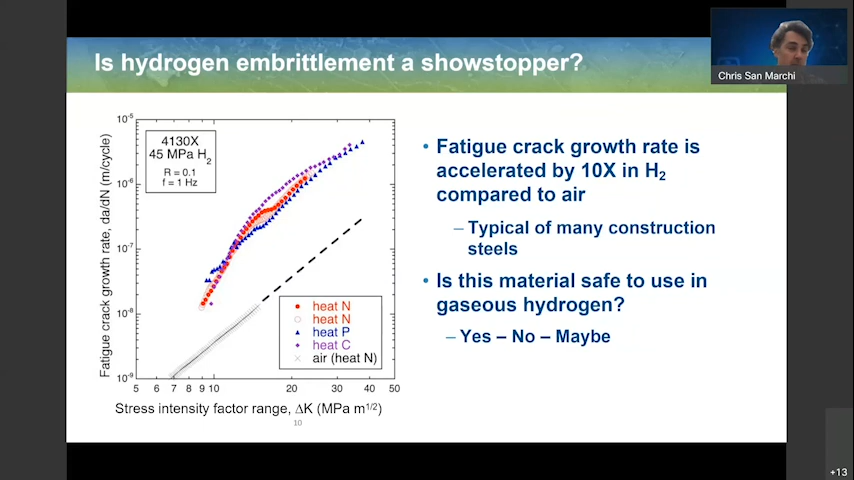 Is hydrogen embrittlement a showstopper?
Chris San Marchi
Fatigue crack growth rate, da/dN (m/cycle)
10-5
10-6
10-7
10-8
10-9
4130X
45 MPa H2
R = 0.1
f = 1 Hz
heat N
heat N
heat P
heat C
air (heat N)
5 6 7 8 9 10 20 30 40 50
Stress intensity factor range, ΔK (MPa m1/2)
10
• Fatigue crack growth rate is
accelerated by 10X in H2
compared to air
– Typical of many construction
steels
• Is this material safe to use in
gaseous hydrogen?
– Yes – No – Maybe
+13